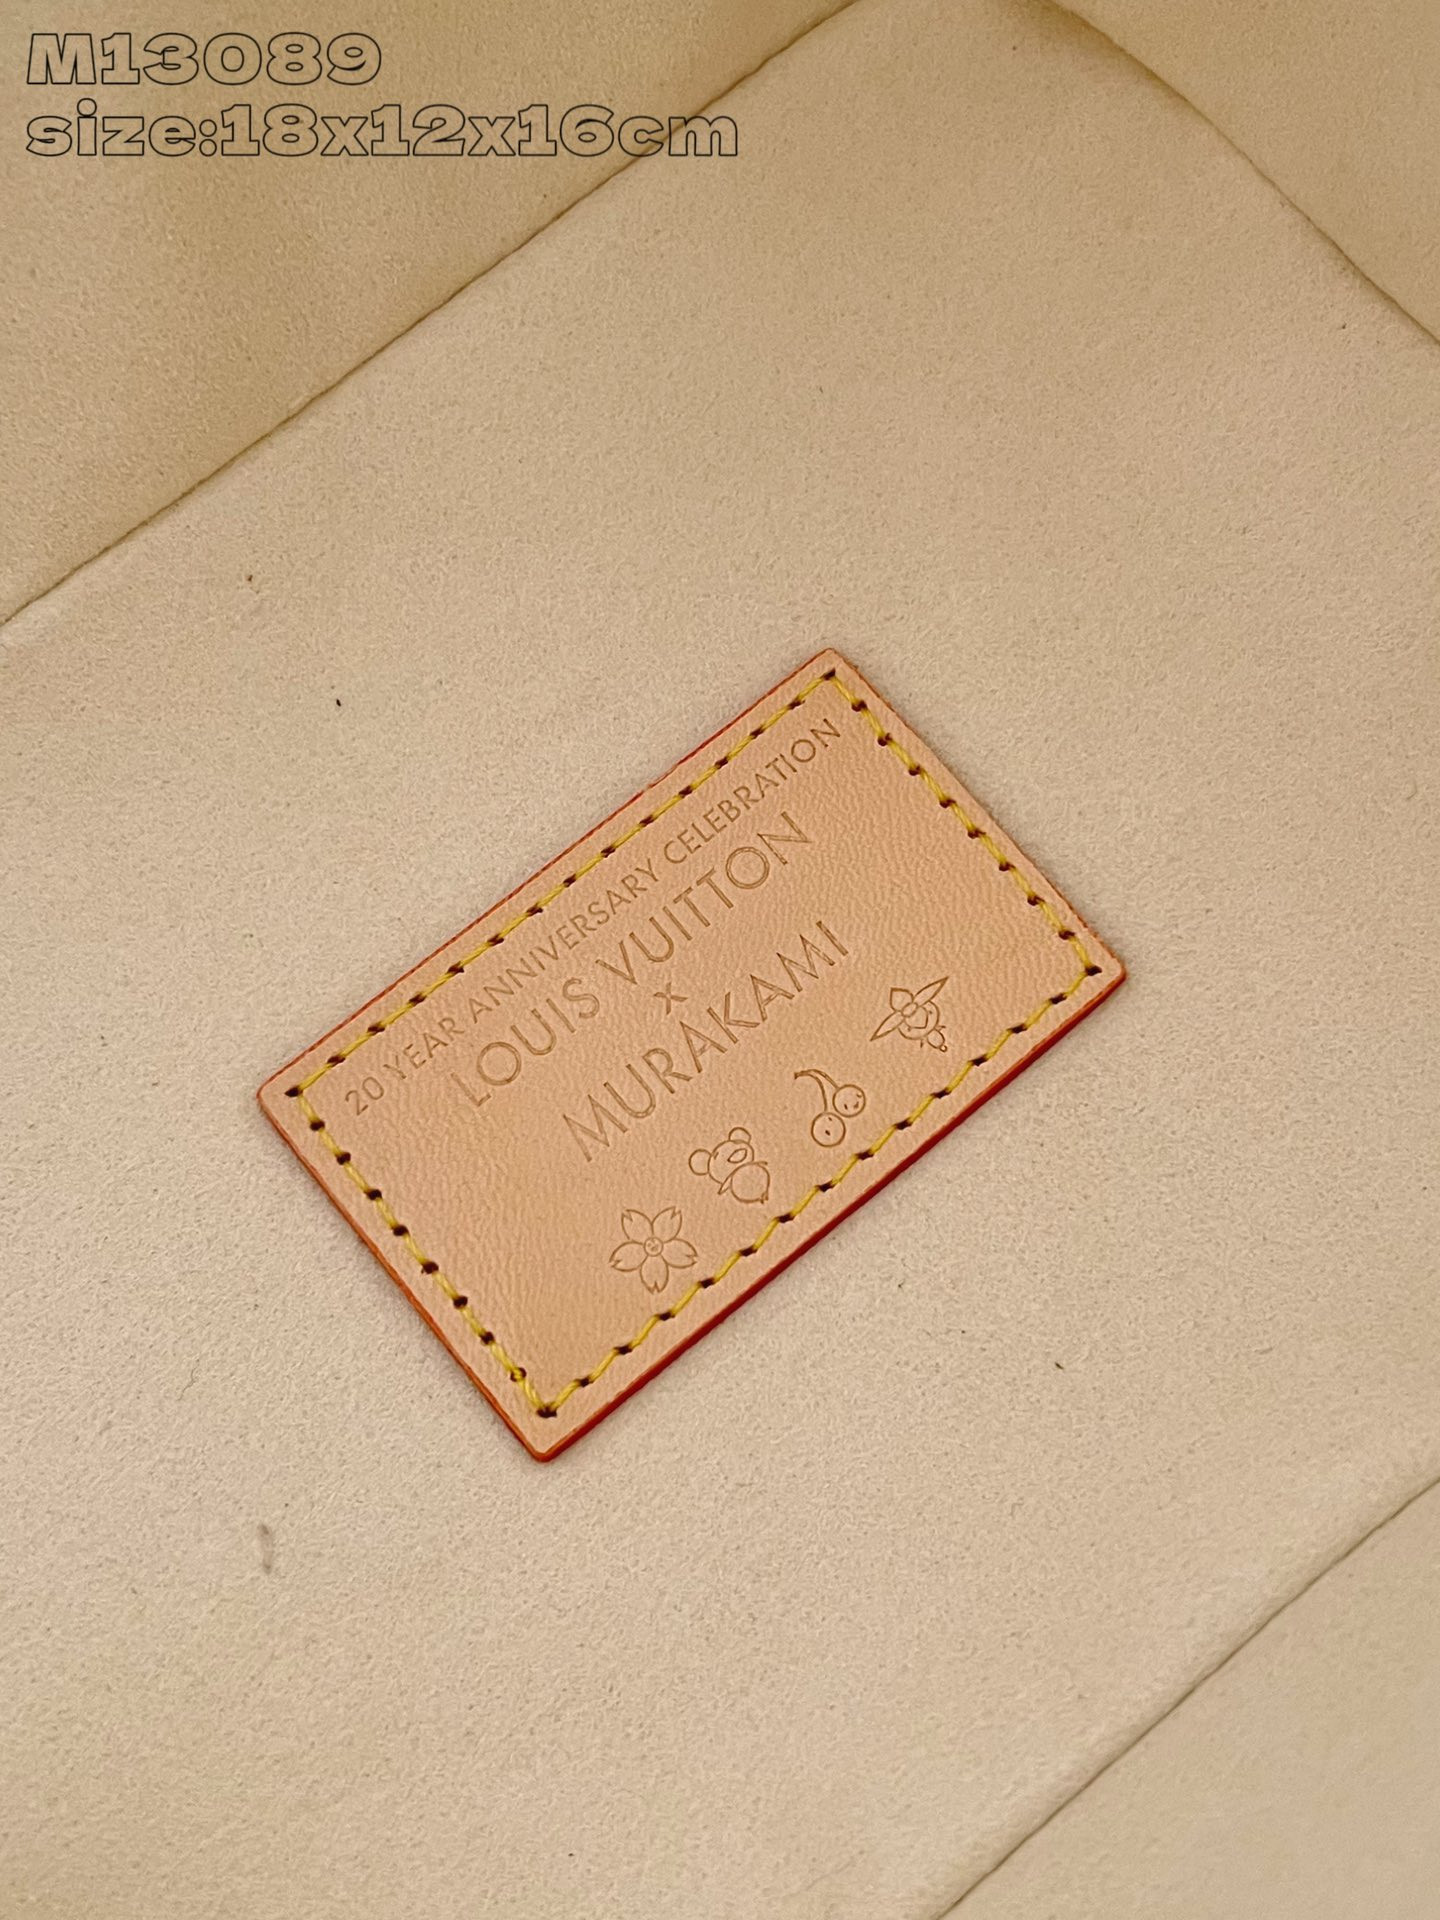 M13089
size:18x12x16cm
20 YEAR ANNIVERSARY CELEBRATION
LOUIS VUITTON
x
MURAKAMI